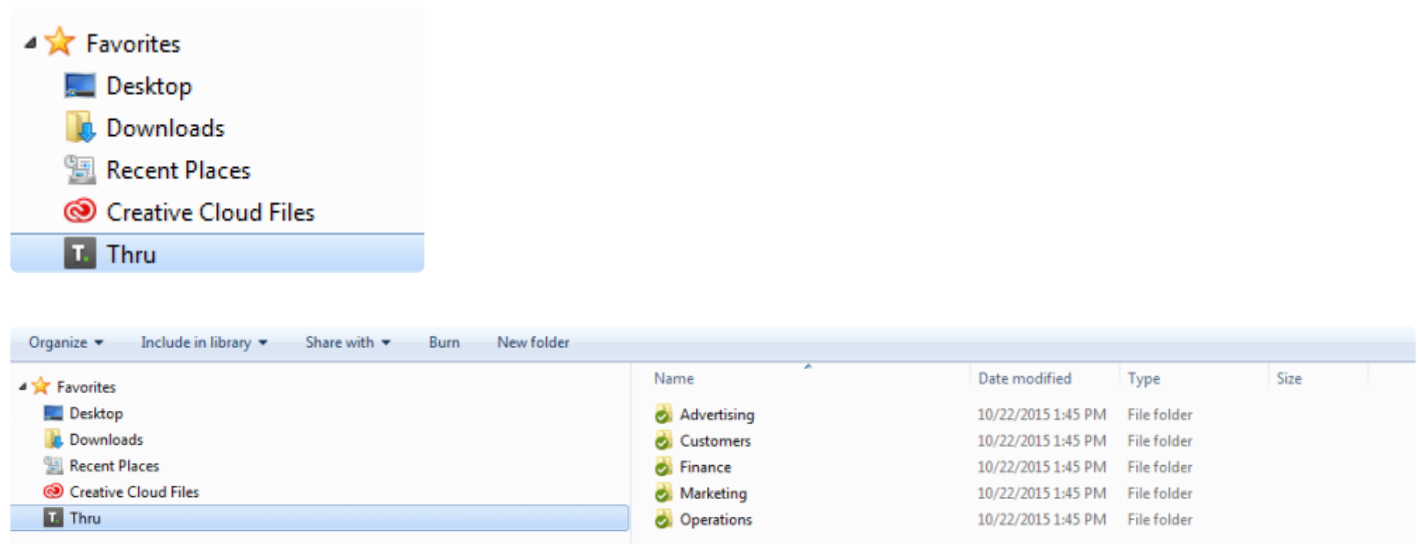 Favorites
Desktop
Downloads
Recent Places
Creative Cloud Files
T. Thru
Organize Include in library Share with Burn New folder
Favorites
Desktop
Downloads
Recent Places
Creative Cloud Files
T. Thru
Name Date modified Type Size
Advertising 10/22/2015 1:45 PM File folder
Customers 10/22/2015 1:45 PM File folder
Finance 10/22/2015 1:45 PM File folder
Marketing 10/22/2015 1:45 PM File folder
Operations 10/22/2015 1:45 PM File folder